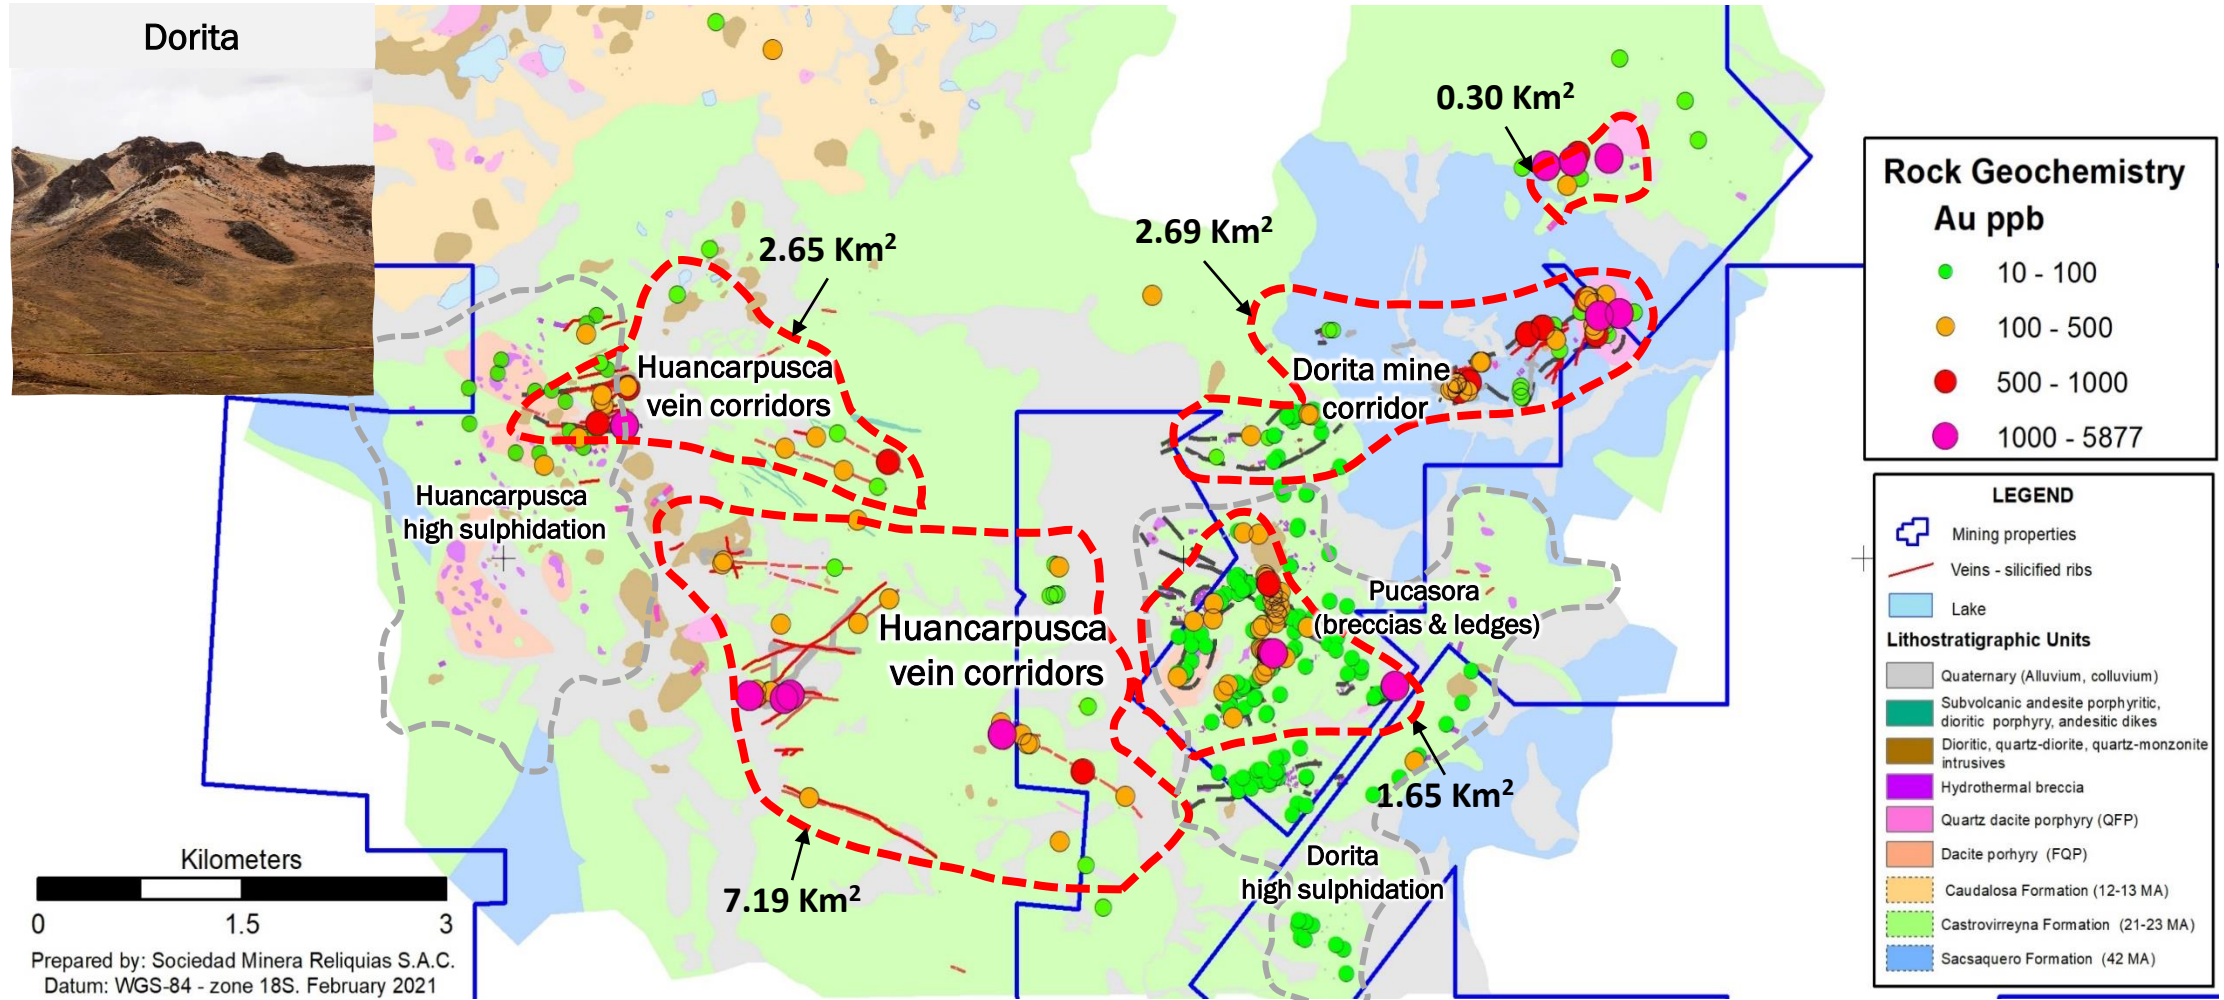 Dorita
0.30 Km²
2.69 Km²
2.65 Km²
Huancarpusca
vein corridors
Dorita mine
corridor
Huancarpusca
high sulphidation
Pucasora
(breccias & ledges)
Huancarpusca
vein corridors
1.65 Km²
7.19 Km²
Dorita
high sulphidation
Kilometers
0 1.5 3
Prepared by: Sociedad Minera Reliquias S.A.C.
Datum: WGS-84 - zone 18S. February 2021
Rock Geochemistry
Au ppb
10 - 100
100 - 500
500 - 1000
1000 - 5877
LEGEND
Mining properties
Veins - silicified ribs
Lake
Lithostratigraphic Units
Quaternary (Alluvium, colluvium)
Subvolcanic andesite porphyritic,
dioritic porphyry, andesitic dikes
Dioritic, quartz-diorite, quartz-monzonite
intrusives
Hydrothermal breccia
Quartz dacite porphyry (QFP)
Dacite porhyry (FQP)
Caudalosa Formation (12-13 MA)
Castrovirreyna Formation (21-23 MA)
Sacsaquero Formation (42 MA)